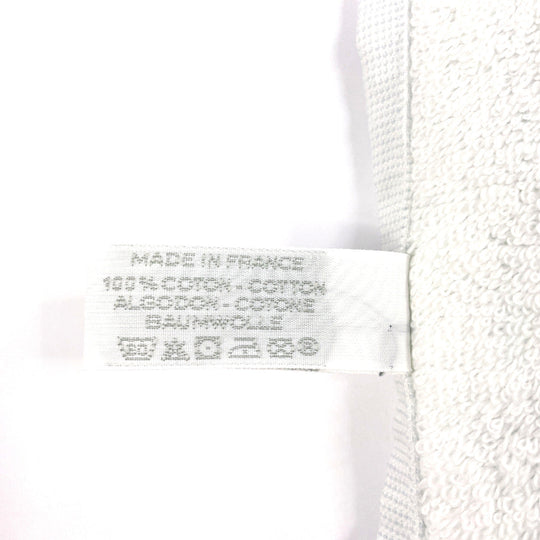 MADE IN FRANCE
100% COTON - COTTON
ALGODON - COTONE
BAUMWOLLE